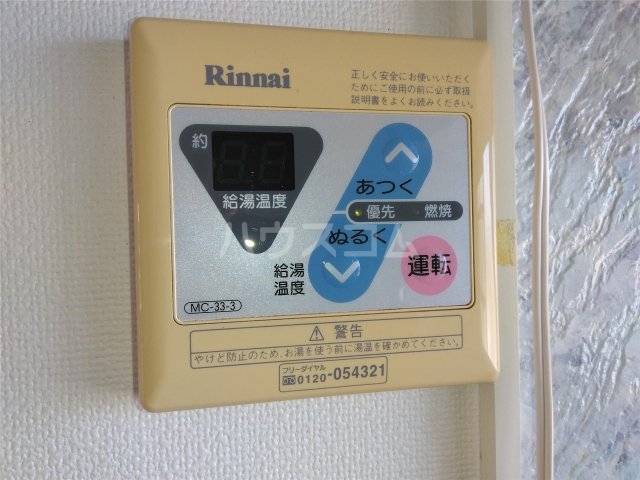 Rinnai
正しく安全にお使いいただく
ためにご使用の前に必ず取扱
説明書をよくお読みください。
約
給湯温度
あつく
優先 燃焼
ぬるく
給湯
温度
運転
MC-33-3
ハウスコム
警告
やけど防止のため、お湯を使う前に湯温を確かめてください。
フリーダイヤル
0120-054321